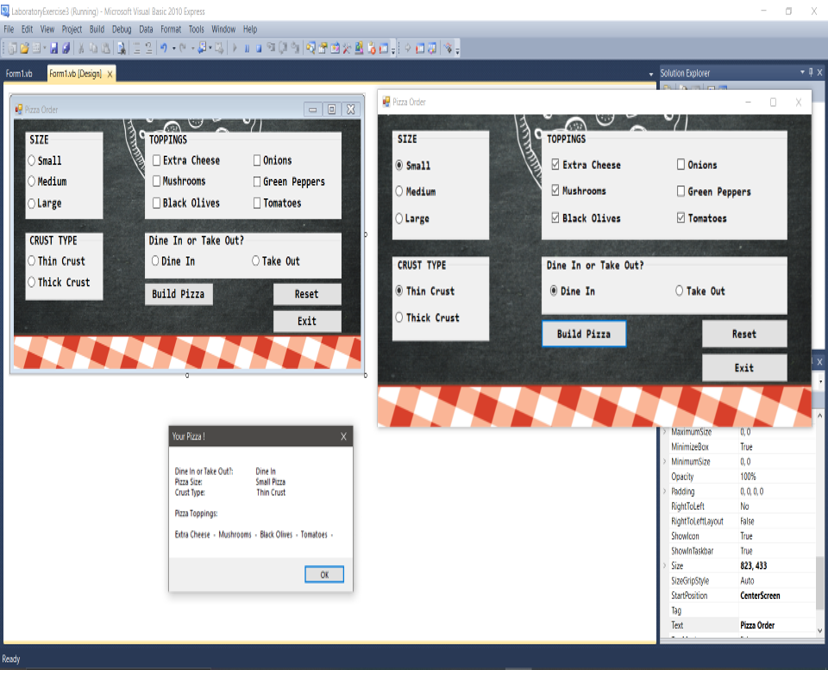 LaboratoryExercise3 (Running) - Microsoft Visual Basic 2010 Express
File Edit View Project Build Debug Data Format Tools Window Help
Form1.vb Form1.vb [Design] X
Solution Explorer
Pizza Order
SIZE
Small
Medium
Large
TOPPINGS
Extra Cheese Onions
Mushrooms Green Peppers
Black Olives Tomatoes
CRUST TYPE
Thin Crust
Thick Crust
Dine In or Take Out?
Dine In Take Out
Build Pizza Reset
Exit
Pizza Order
SIZE
Small
Medium
Large
TOPPINGS
Extra Cheese Onions
Mushrooms Green Peppers
Black Olives Tomatoes
CRUST TYPE
Thin Crust
Thick Crust
Dine In or Take Out?
Dine In Take Out
Build Pizza Reset
Exit
Your Pizza !
Dine In or Take Out?: Dine In
Pizza Size: Small Pizza
Crust Type: Thin Crust
Pizza Toppings:
Extra Cheese - Mushrooms - Black Olives - Tomatoes -
OK
MaximumSize 0, 0
MinimizeBox True
MinimumSize 0, 0
Opacity 100%
Padding 0, 0, 0, 0
RightToLeft No
RightToLeftLayout False
ShowIcon True
ShowInTaskbar True
Size 823, 433
SizeGripStyle Auto
StartPosition CenterScreen
Tag
Text Pizza Order
Ready